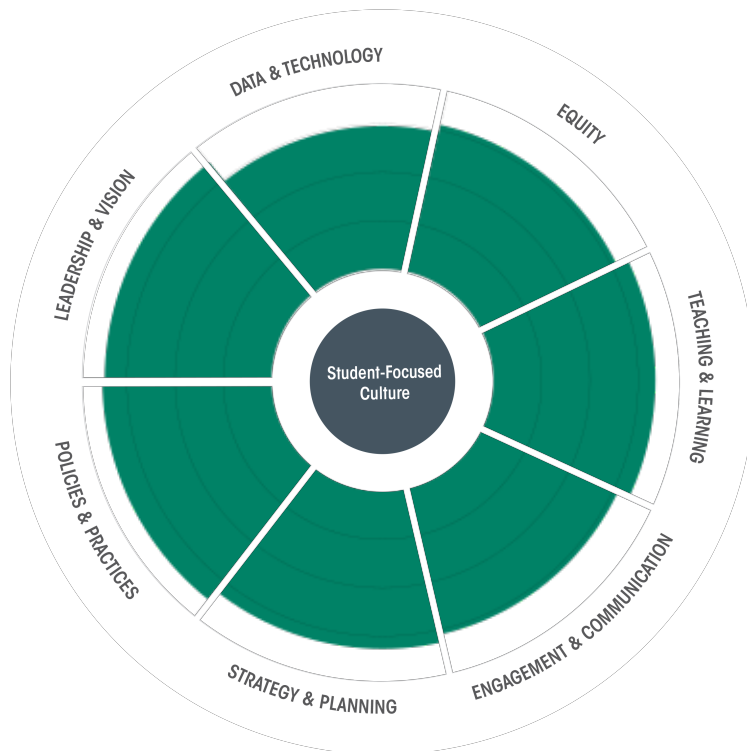 DATA & TECHNOLOGY
EQUITY
TEACHING & LEARNING
ENGAGEMENT & COMMUNICATION
STRATEGY & PLANNING
POLICIES & PRACTICES
LEADERSHIP & VISION
Student-Focused
Culture